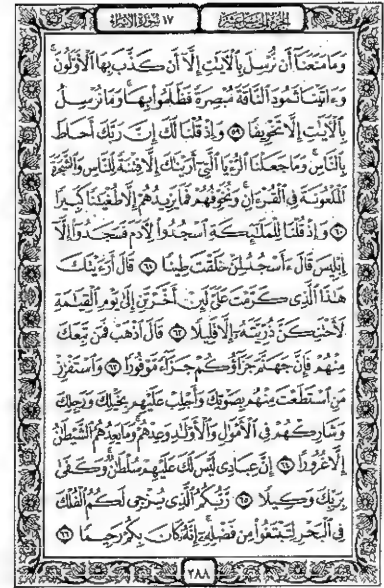 الجزء الخامس عشر
١٧ سورة الإسراء
وَمَا مَنَعَنَآ أَن نُّرْسِلَ بِٱلْءَايَٰتِ إِلَّآ أَن كَذَّبَ بِهَا ٱلْأَوَّلُونَ ۚ
وَءَاتَيْنَا ثَمُودَ ٱلنَّاقَةَ مُبْصِرَةً فَظَلَمُوا۟ بِهَا ۚ وَمَا نُرْسِلُ
بِٱلْءَايَٰتِ إِلَّا تَخْوِيفًا ٥٩ وَإِذْ قُلْنَا لَكَ إِنَّ رَبَّكَ أَحَاطَ
بِٱلنَّاسِ ۚ وَمَا جَعَلْنَا ٱلرُّءْيَا ٱلَّتِىٓ أَرَيْنَٰكَ إِلَّا فِتْنَةً لِّلنَّاسِ وَٱلشَّجَرَةَ
ٱلْمَلْعُونَةَ فِى ٱلْقُرْءَانِ ۚ وَنُخَوِّفُهُمْ فَمَا يَزِيدُهُمْ إِلَّا طُغْيَٰنًا كَبِيرًا
٦٠ وَإِذْ قُلْنَا لِلْمَلَٰٓئِكَةِ ٱسْجُدُوا۟ لِءَادَمَ فَسَجَدُوٓا۟ إِلَّآ
إِبْلِيسَ قَالَ ءَأَسْجُدُ لِمَنْ خَلَقْتَ طِينًا ٦١ قَالَ أَرَءَيْتَكَ
هَٰذَا ٱلَّذِى كَرَّمْتَ عَلَىَّ لَئِنْ أَخَّرْتَنِ إِلَىٰ يَوْمِ ٱلْقِيَٰمَةِ
لَأَحْتَنِكَنَّ ذُرِّيَّتَهُۥٓ إِلَّا قَلِيلًا ٦٢ قَالَ ٱذْهَبْ فَمَن تَبِعَكَ
مِنْهُمْ فَإِنَّ جَهَنَّمَ جَزَآؤُكُمْ جَزَآءً مَّوْفُورًا ٦٣ وَٱسْتَفْزِزْ
مَنِ ٱسْتَطَعْتَ مِنْهُم بِصَوْتِكَ وَأَجْلِبْ عَلَيْهِم بِخَيْلِكَ وَرَجِلِكَ
وَشَارِكْهُمْ فِى ٱلْأَمْوَٰلِ وَٱلْأَوْلَٰدِ وَعِدْهُمْ ۚ وَمَا يَعِدُهُمُ ٱلشَّيْطَٰنُ
إِلَّا غُرُورًا ٦٤ إِنَّ عِبَادِى لَيْسَ لَكَ عَلَيْهِمْ سُلْطَٰنٌ ۚ وَكَفَىٰ
بِرَبِّكَ وَكِيلًا ٦٥ رَّبُّكُمُ ٱلَّذِى يُزْجِى لَكُمُ ٱلْفُلْكَ
فِى ٱلْبَحْرِ لِتَبْتَغُوا۟ مِن فَضْلِهِۦٓ ۚ إِنَّهُۥ كَانَ بِكُمْ رَحِيمًا ٦٦
٢٨٨